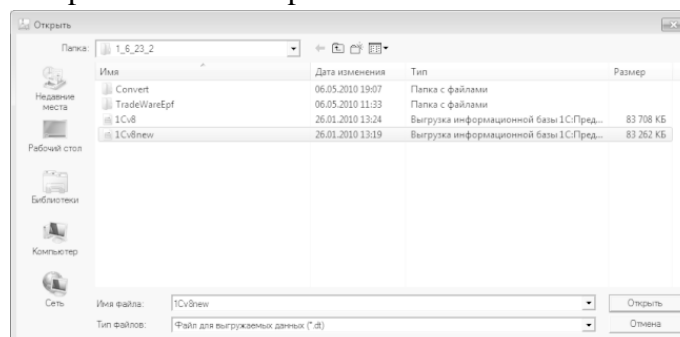 Открыть
Папка: 1_6_23_2
Имя Дата изменения Тип Размер
Convert 06.05.2010 19:07 Папка с файлами
TradeWareEpf 06.05.2010 11:33 Папка с файлами
1Cv8 26.01.2010 13:24 Выгрузка информационной базы 1С:Пред... 83 708 КБ
1Cv8new 26.01.2010 13:19 Выгрузка информационной базы 1С:Пред... 83 262 КБ
Недавние
места
Рабочий стол
Библиотеки
Компьютер
Сеть
Имя файла: 1Cv8new Открыть
Тип файлов: Файл для выгружаемых данных (*.dt) Отмена